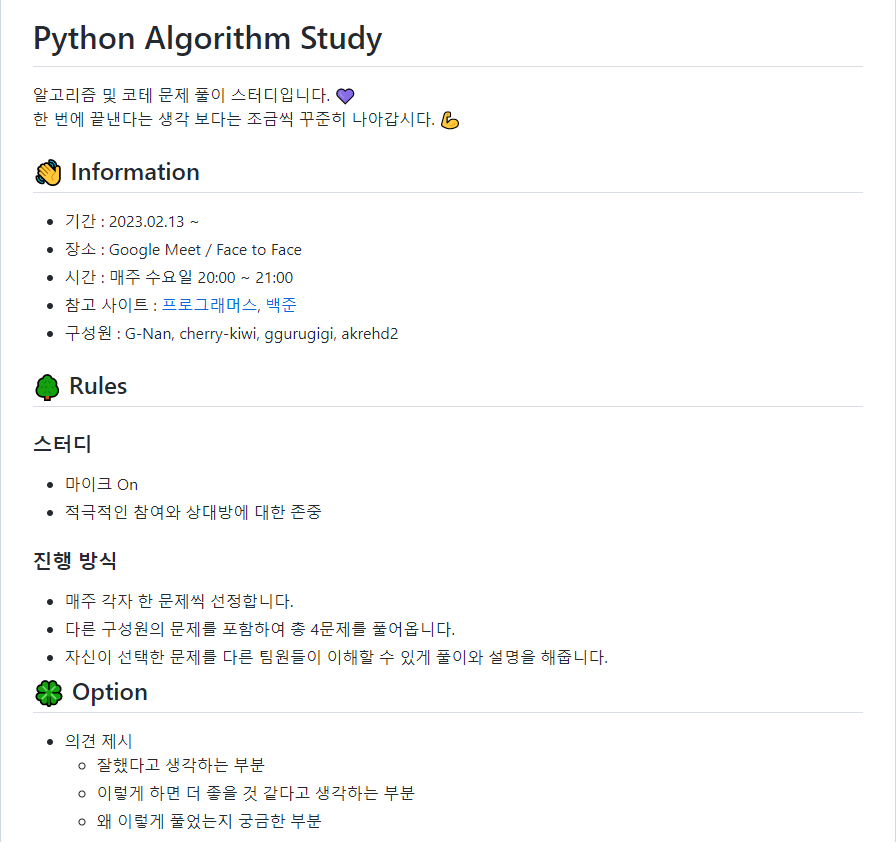 Python Algorithm Study
알고리즘 및 코테 문제 풀이 스터디입니다. 💜
한 번에 끝낸다는 생각 보다는 조금씩 꾸준히 나아갑시다. 💪
👋 Information
• 기간 : 2023.02.13 ~
• 장소 : Google Meet / Face to Face
• 시간 : 매주 수요일 20:00 ~ 21:00
• 참고 사이트 : 프로그래머스, 백준
• 구성원 : G-Nan, cherry-kiwi, ggurugigi, akrehd2
🌳 Rules
스터디
• 마이크 On
• 적극적인 참여와 상대방에 대한 존중
진행 방식
• 매주 각자 한 문제씩 선정합니다.
• 다른 구성원의 문제를 포함하여 총 4문제를 풀어옵니다.
• 자신이 선택한 문제를 다른 팀원들이 이해할 수 있게 풀이와 설명을 해줍니다.
🍀 Option
• 의견 제시
◦ 잘했다고 생각하는 부분
◦ 이렇게 하면 더 좋을 것 같다고 생각하는 부분
◦ 왜 이렇게 풀었는지 궁금한 부분